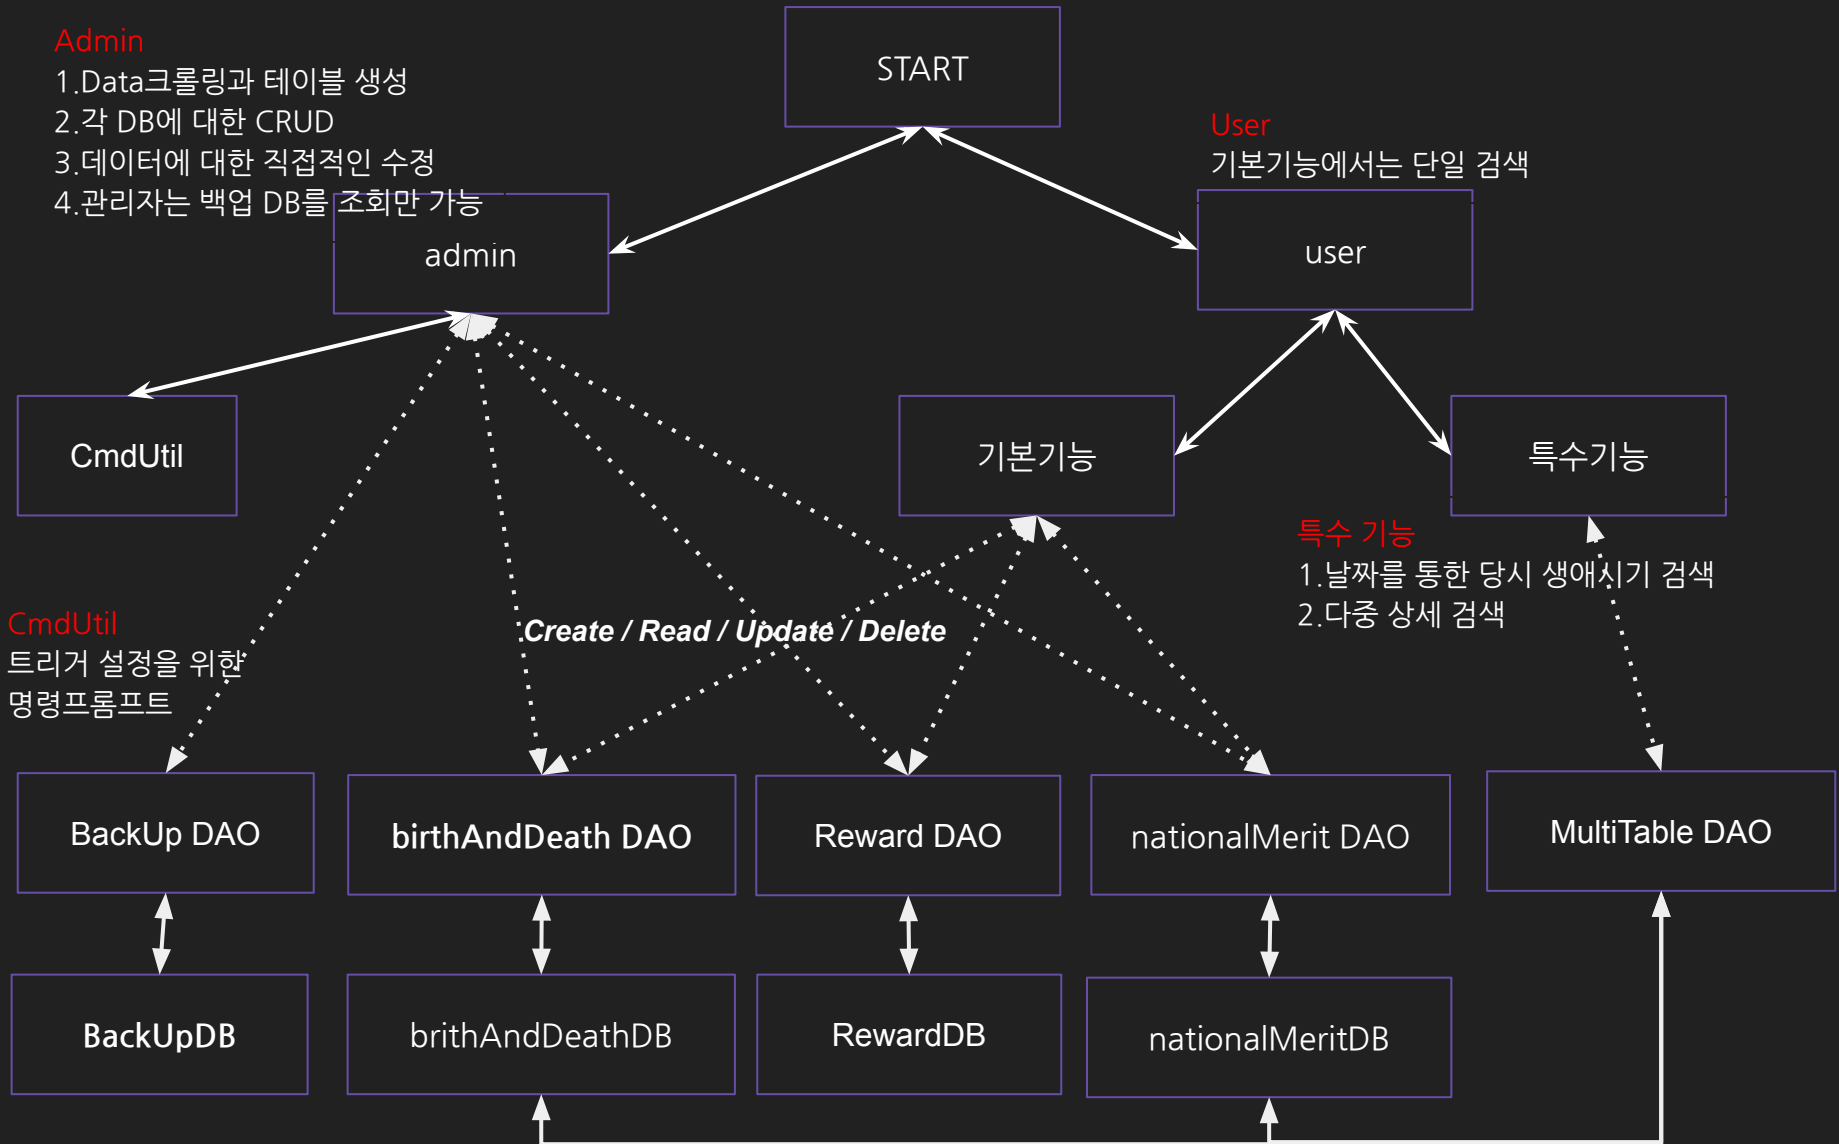 START
Admin
1.Data크롤링과 테이블 생성
2.각 DB에 대한 CRUD
3.데이터에 대한 직접적인 수정
4.관리자는 백업 DB를 조회만 가능
User
기본기능에서는 단일 검색
admin
user
CmdUtil
기본기능
특수기능
특수 기능
1.날짜를 통한 당시 생애시기 검색
2.다중 상세 검색
CmdUtil
트리거 설정을 위한
명령프롬프트
Create / Read / Update / Delete
BackUp DAO
birthAndDeath DAO
Reward DAO
nationalMerit DAO
MultiTable DAO
BackUpDB
brithAndDeathDB
RewardDB
nationalMeritDB